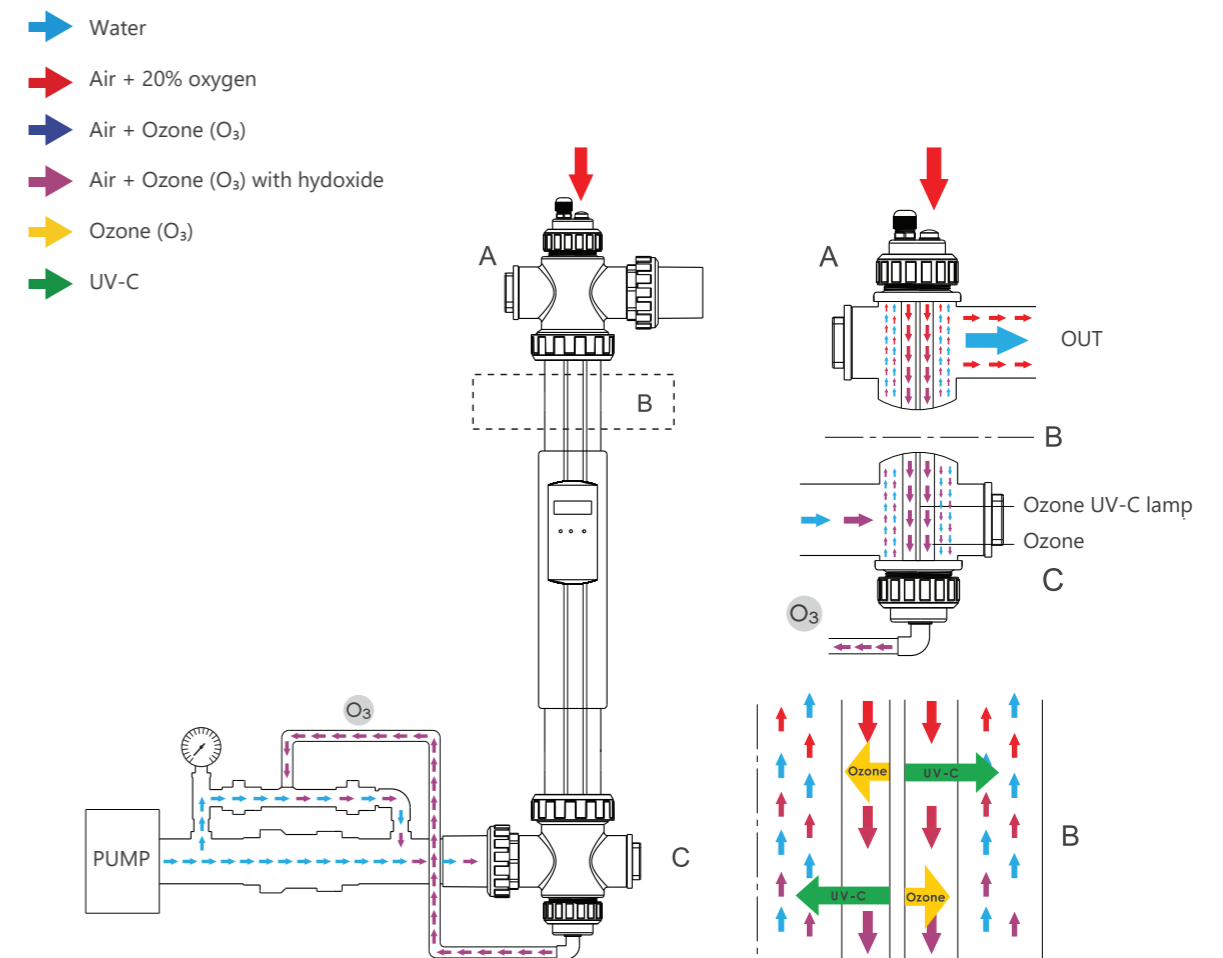 Water
Air + 20% oxygen
Air + Ozone (O₃)
Air + Ozone (O₃) with hydoxide
Ozone (O₃)
UV-C
A
B
O₃
PUMP
C
A
OUT
B
Ozone UV-C lamp
Ozone
C
O₃
Ozone
UV-C
B
UV-C
Ozone